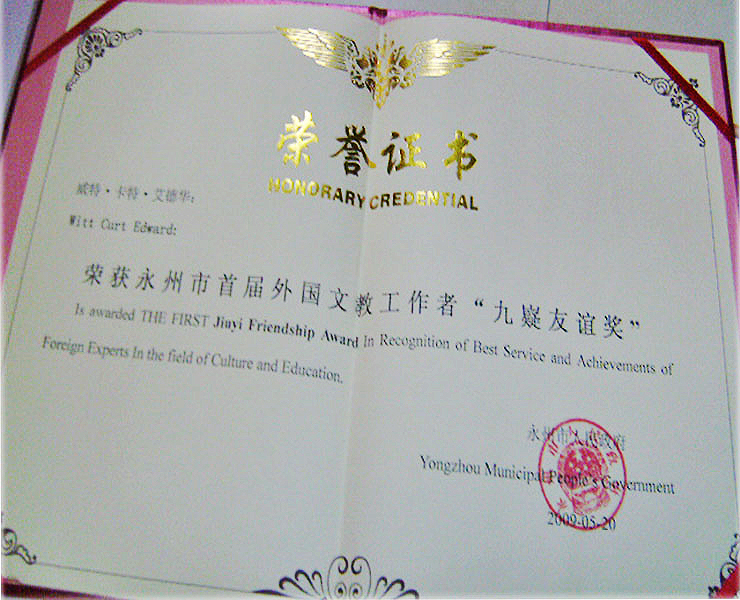 荣誉证书
HONORARY CREDENTIAL
威特·卡特·艾德华:
Witt Curt Edward:
荣获永州市首届外国文教工作者“九嶷友谊奖”
Is awarded THE FIRST Jiuyi Friendship Award In Recognition of Best Service and Achievements of
Foreign Experts In the field of Culture and Education.
永州市人民政府
Yongzhou Municipal People's Government
2009-05-20